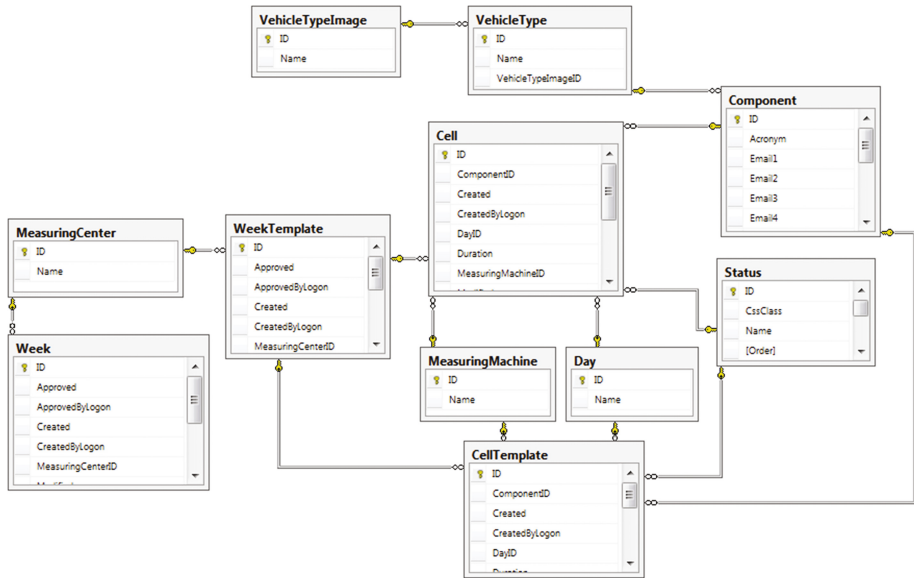 VehicleTypeImage
ID
Name
VehicleType
ID
Name
VehicleTypeImageID
Component
ID
Acronym
Email1
Email2
Email3
Email4
Cell
ID
ComponentID
Created
CreatedByLogon
DayID
Duration
MeasuringMachineID
MeasuringCenter
ID
Name
WeekTemplate
ID
Approved
ApprovedByLogon
Created
CreatedByLogon
MeasuringCenterID
Status
ID
CssClass
Name
[Order]
Week
ID
Approved
ApprovedByLogon
Created
CreatedByLogon
MeasuringCenterID
MeasuringMachine
ID
Name
Day
ID
Name
CellTemplate
ID
ComponentID
Created
CreatedByLogon
DayID
Duration